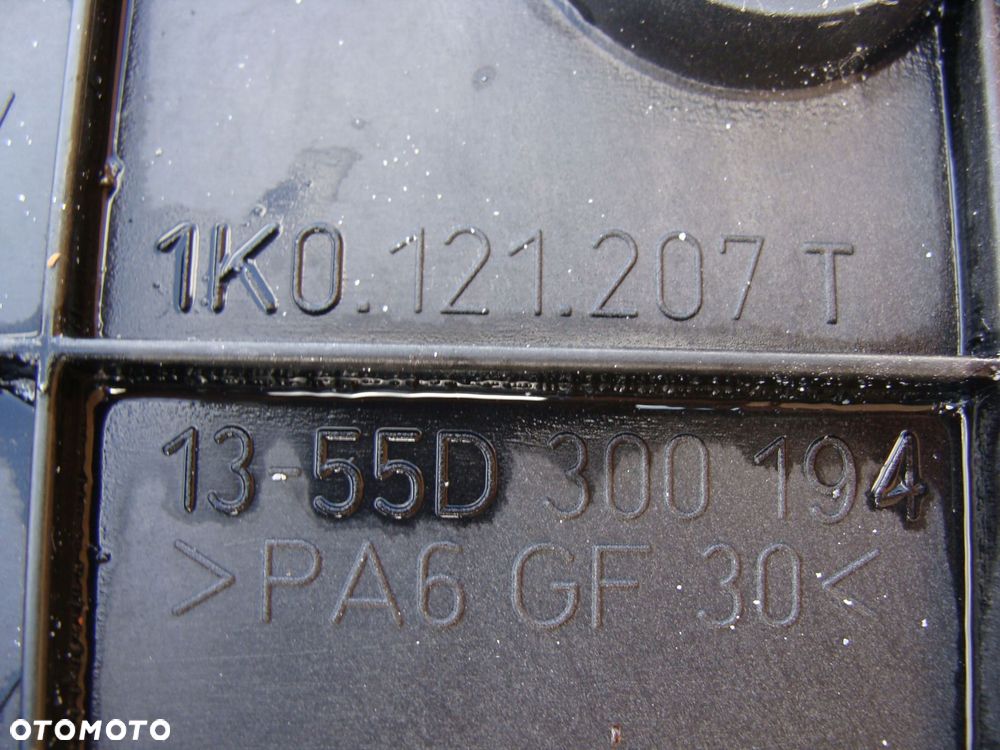 1K0.121.207 T
13-55D 300 194
>PA6 GF 30<
OTOMOTO